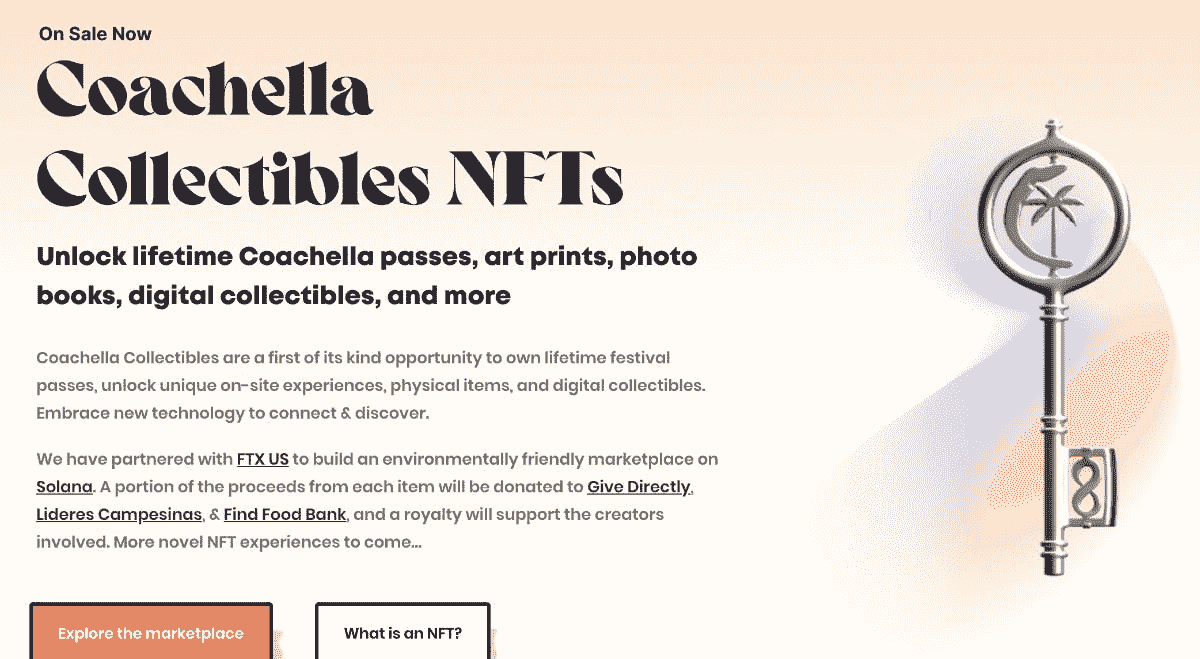 On Sale Now
Coachella
Collectibles NFTs
Unlock lifetime Coachella passes, art prints, photo
books, digital collectibles, and more
Coachella Collectibles are a first of its kind opportunity to own lifetime festival
passes, unlock unique on-site experiences, physical items, and digital collectibles.
Embrace new technology to connect & discover.
We have partnered with FTX US to build an environmentally friendly marketplace on
Solana. A portion of the proceeds from each item will be donated to Give Directly,
Lideres Campesinas, & Find Food Bank, and a royalty will support the creators
involved. More novel NFT experiences to come...
Explore the marketplace
What is an NFT?